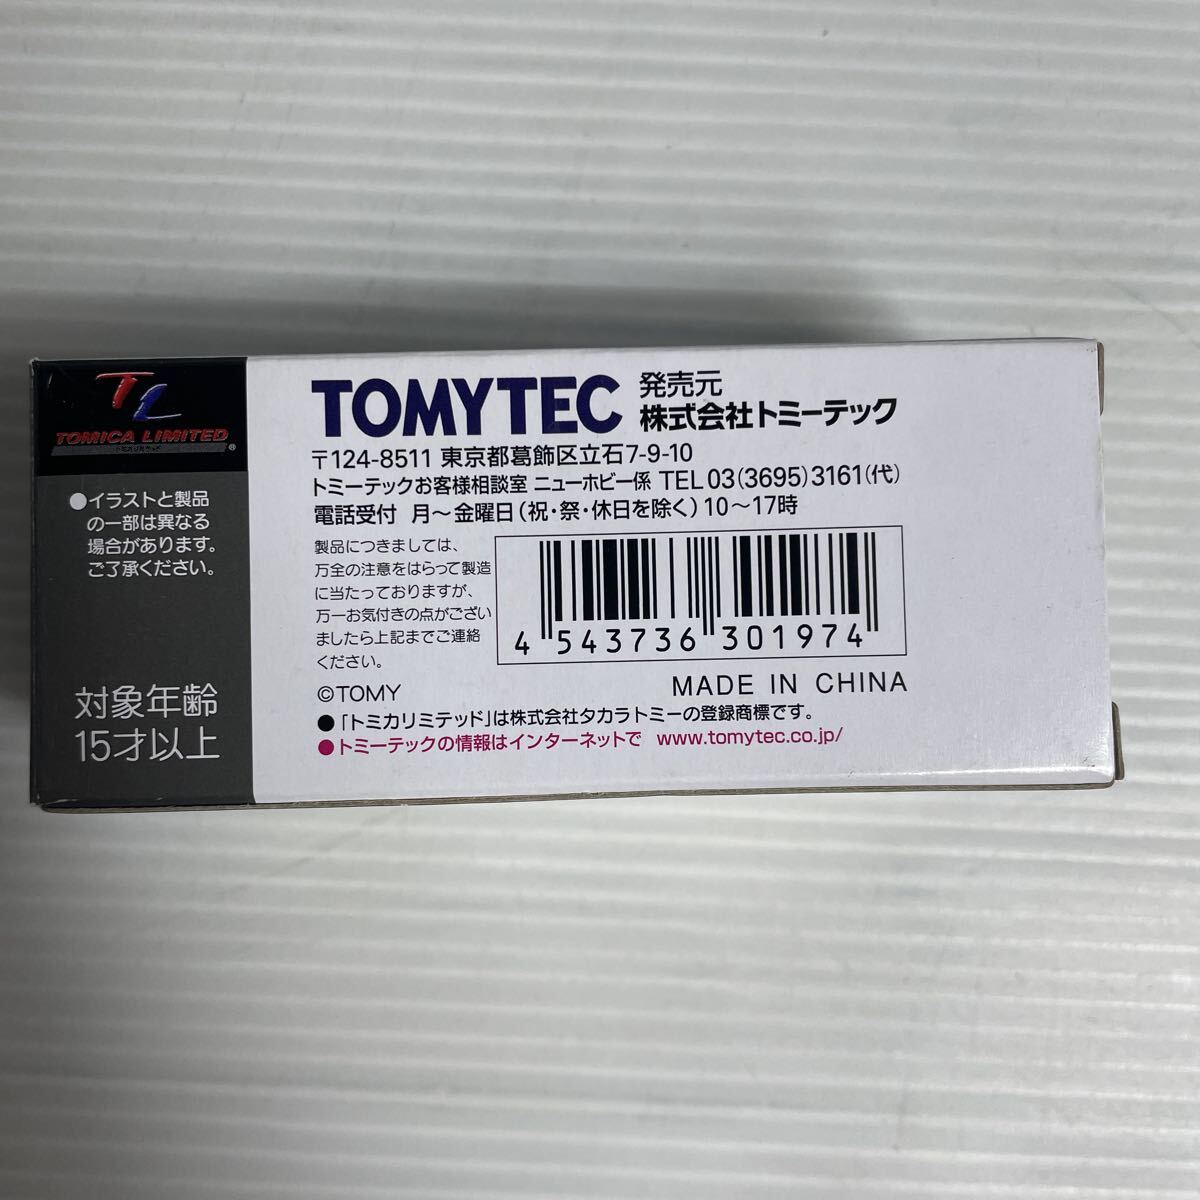 TL
TOMICA LIMITED
トミカリミテッド ®
●イラストと製品
の一部は異なる
場合があります。
ご了承ください。
対象年齢
15才以上
TOMYTEC 発売元
株式会社トミーテック
〒124-8511 東京都葛飾区立石7-9-10
トミーテックお客様相談室 ニューホビー係 TEL 03(3695)3161(代)
電話受付 月～金曜日(祝・祭・休日を除く)10～17時
製品につきましては、
万全の注意をはらって製造
に当たっておりますが、
万一お気付きの点がござい
ましたら上記までご連絡
ください。
4 543736 301974
©TOMY
MADE IN CHINA
●「トミカリミテッド」は株式会社タカラトミーの登録商標です。
●トミーテックの情報はインターネットで www.tomytec.co.jp/